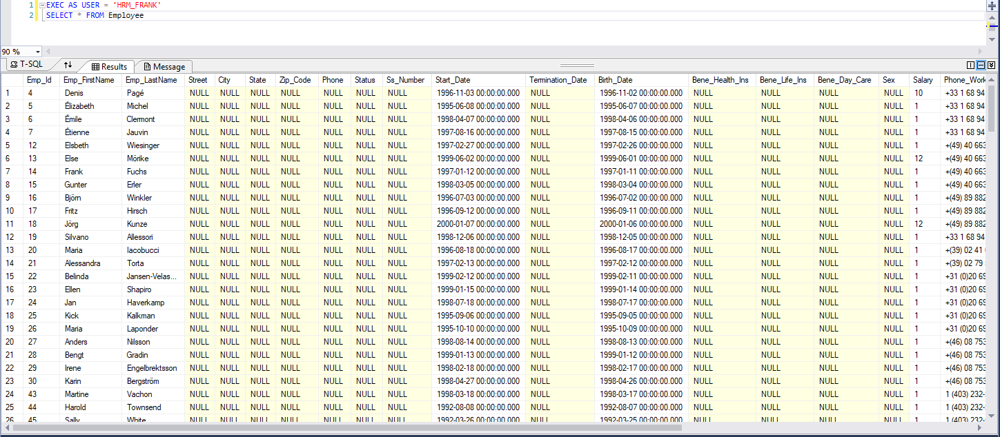 1 EXEC AS USER = 'HRM_FRANK'
2 SELECT * FROM Employee
90 %
T-SQL Results Message
Emp_Id Emp_FirstName Emp_LastName Street City State Zip_Code Phone Status Ss_Number Start_Date Termination_Date Birth_Date Bene_Health_Ins Bene_Life_Ins Bene_Day_Care Sex Salary Phone_Work
1 4 Denis Pagé NULL NULL NULL NULL NULL NULL NULL 1996-11-03 00:00:00.000 NULL 1996-11-02 00:00:00.000 NULL NULL NULL NULL 10 +33 1 68 94
2 5 Élizabeth Michel NULL NULL NULL NULL NULL NULL NULL 1995-06-08 00:00:00.000 NULL 1995-06-07 00:00:00.000 NULL NULL NULL NULL 1 +33 1 68 94
3 6 Émile Clemont NULL NULL NULL NULL NULL NULL NULL 1998-04-07 00:00:00.000 NULL 1998-04-06 00:00:00.000 NULL NULL NULL NULL 1 +33 1 68 94
4 7 Étienne Jauvin NULL NULL NULL NULL NULL NULL NULL 1997-08-16 00:00:00.000 NULL 1997-08-15 00:00:00.000 NULL NULL NULL NULL 1 +33 1 68 94
5 12 Elsbeth Wiesinger NULL NULL NULL NULL NULL NULL NULL 1997-02-27 00:00:00.000 NULL 1997-02-26 00:00:00.000 NULL NULL NULL NULL 1 +(49) 40 663
6 13 Else Mörike NULL NULL NULL NULL NULL NULL NULL 1999-06-02 00:00:00.000 NULL 1999-06-01 00:00:00.000 NULL NULL NULL NULL 12 +(49) 40 663
7 14 Frank Fuchs NULL NULL NULL NULL NULL NULL NULL 1997-01-12 00:00:00.000 NULL 1997-01-11 00:00:00.000 NULL NULL NULL NULL 1 +(49) 40 663
8 15 Gunter Erler NULL NULL NULL NULL NULL NULL NULL 1998-03-05 00:00:00.000 NULL 1998-03-04 00:00:00.000 NULL NULL NULL NULL 1 +(49) 40 663
9 16 Björn Winkler NULL NULL NULL NULL NULL NULL NULL 1996-07-03 00:00:00.000 NULL 1996-07-02 00:00:00.000 NULL NULL NULL NULL 1 +(49) 89 882
10 17 Fritz Hirsch NULL NULL NULL NULL NULL NULL NULL 1996-09-12 00:00:00.000 NULL 1996-09-11 00:00:00.000 NULL NULL NULL NULL 1 +(49) 89 882
11 18 Jörg Kunze NULL NULL NULL NULL NULL NULL NULL 2000-01-07 00:00:00.000 NULL 2000-01-06 00:00:00.000 NULL NULL NULL NULL 12 +(49) 89 882
12 19 Silvano Allessori NULL NULL NULL NULL NULL NULL NULL 1998-12-06 00:00:00.000 NULL 1998-12-05 00:00:00.000 NULL NULL NULL NULL 1 +33 1 68 94
13 20 Maria Iacobucci NULL NULL NULL NULL NULL NULL NULL 1996-08-18 00:00:00.000 NULL 1996-08-17 00:00:00.000 NULL NULL NULL NULL 1 +(39) 02 41
14 21 Alessandra Torta NULL NULL NULL NULL NULL NULL NULL 1997-02-13 00:00:00.000 NULL 1997-02-12 00:00:00.000 NULL NULL NULL NULL 1 +(39) 02 79
15 22 Belinda Jansen-Velas... NULL NULL NULL NULL NULL NULL NULL 1999-02-12 00:00:00.000 NULL 1999-02-11 00:00:00.000 NULL NULL NULL NULL 1 +31 (0)20 69
16 23 Ellen Shapiro NULL NULL NULL NULL NULL NULL NULL 1999-01-15 00:00:00.000 NULL 1999-01-14 00:00:00.000 NULL NULL NULL NULL 1 +31 (0)20 69
17 24 Jan Haverkamp NULL NULL NULL NULL NULL NULL NULL 1998-07-18 00:00:00.000 NULL 1998-07-17 00:00:00.000 NULL NULL NULL NULL 1 +31 (0)20 69
18 25 Kick Kalkman NULL NULL NULL NULL NULL NULL NULL 1995-09-06 00:00:00.000 NULL 1995-09-05 00:00:00.000 NULL NULL NULL NULL 1 +31 (0)20 69
19 26 Maria Laponder NULL NULL NULL NULL NULL NULL NULL 1995-10-10 00:00:00.000 NULL 1995-10-09 00:00:00.000 NULL NULL NULL NULL 1 +31 (0)20 69
20 27 Anders Nilsson NULL NULL NULL NULL NULL NULL NULL 1998-08-14 00:00:00.000 NULL 1998-08-13 00:00:00.000 NULL NULL NULL NULL 1 +(46) 08 753
21 28 Bengt Gradin NULL NULL NULL NULL NULL NULL NULL 1999-01-13 00:00:00.000 NULL 1999-01-12 00:00:00.000 NULL NULL NULL NULL 1 +(46) 08 753
22 29 Irene Engelbrektsson NULL NULL NULL NULL NULL NULL NULL 1998-02-18 00:00:00.000 NULL 1998-02-17 00:00:00.000 NULL NULL NULL NULL 1 +(46) 08 753
23 30 Karin Bergström NULL NULL NULL NULL NULL NULL NULL 1998-04-27 00:00:00.000 NULL 1998-04-26 00:00:00.000 NULL NULL NULL NULL 1 +(46) 08 753
24 43 Martine Vachon NULL NULL NULL NULL NULL NULL NULL 1998-03-18 00:00:00.000 NULL 1998-03-17 00:00:00.000 NULL NULL NULL NULL 1 1 (403) 232-
25 44 Harold Townsend NULL NULL NULL NULL NULL NULL NULL 1992-08-08 00:00:00.000 NULL 1992-08-07 00:00:00.000 NULL NULL NULL NULL 1 1 (403) 232-
26 45 Sally White NULL NULL NULL NULL NULL NULL NULL 1992-03-26 00:00:00.000 NULL 1992-03-25 00:00:00.000 NULL NULL NULL NULL 1 1 (403) 232-